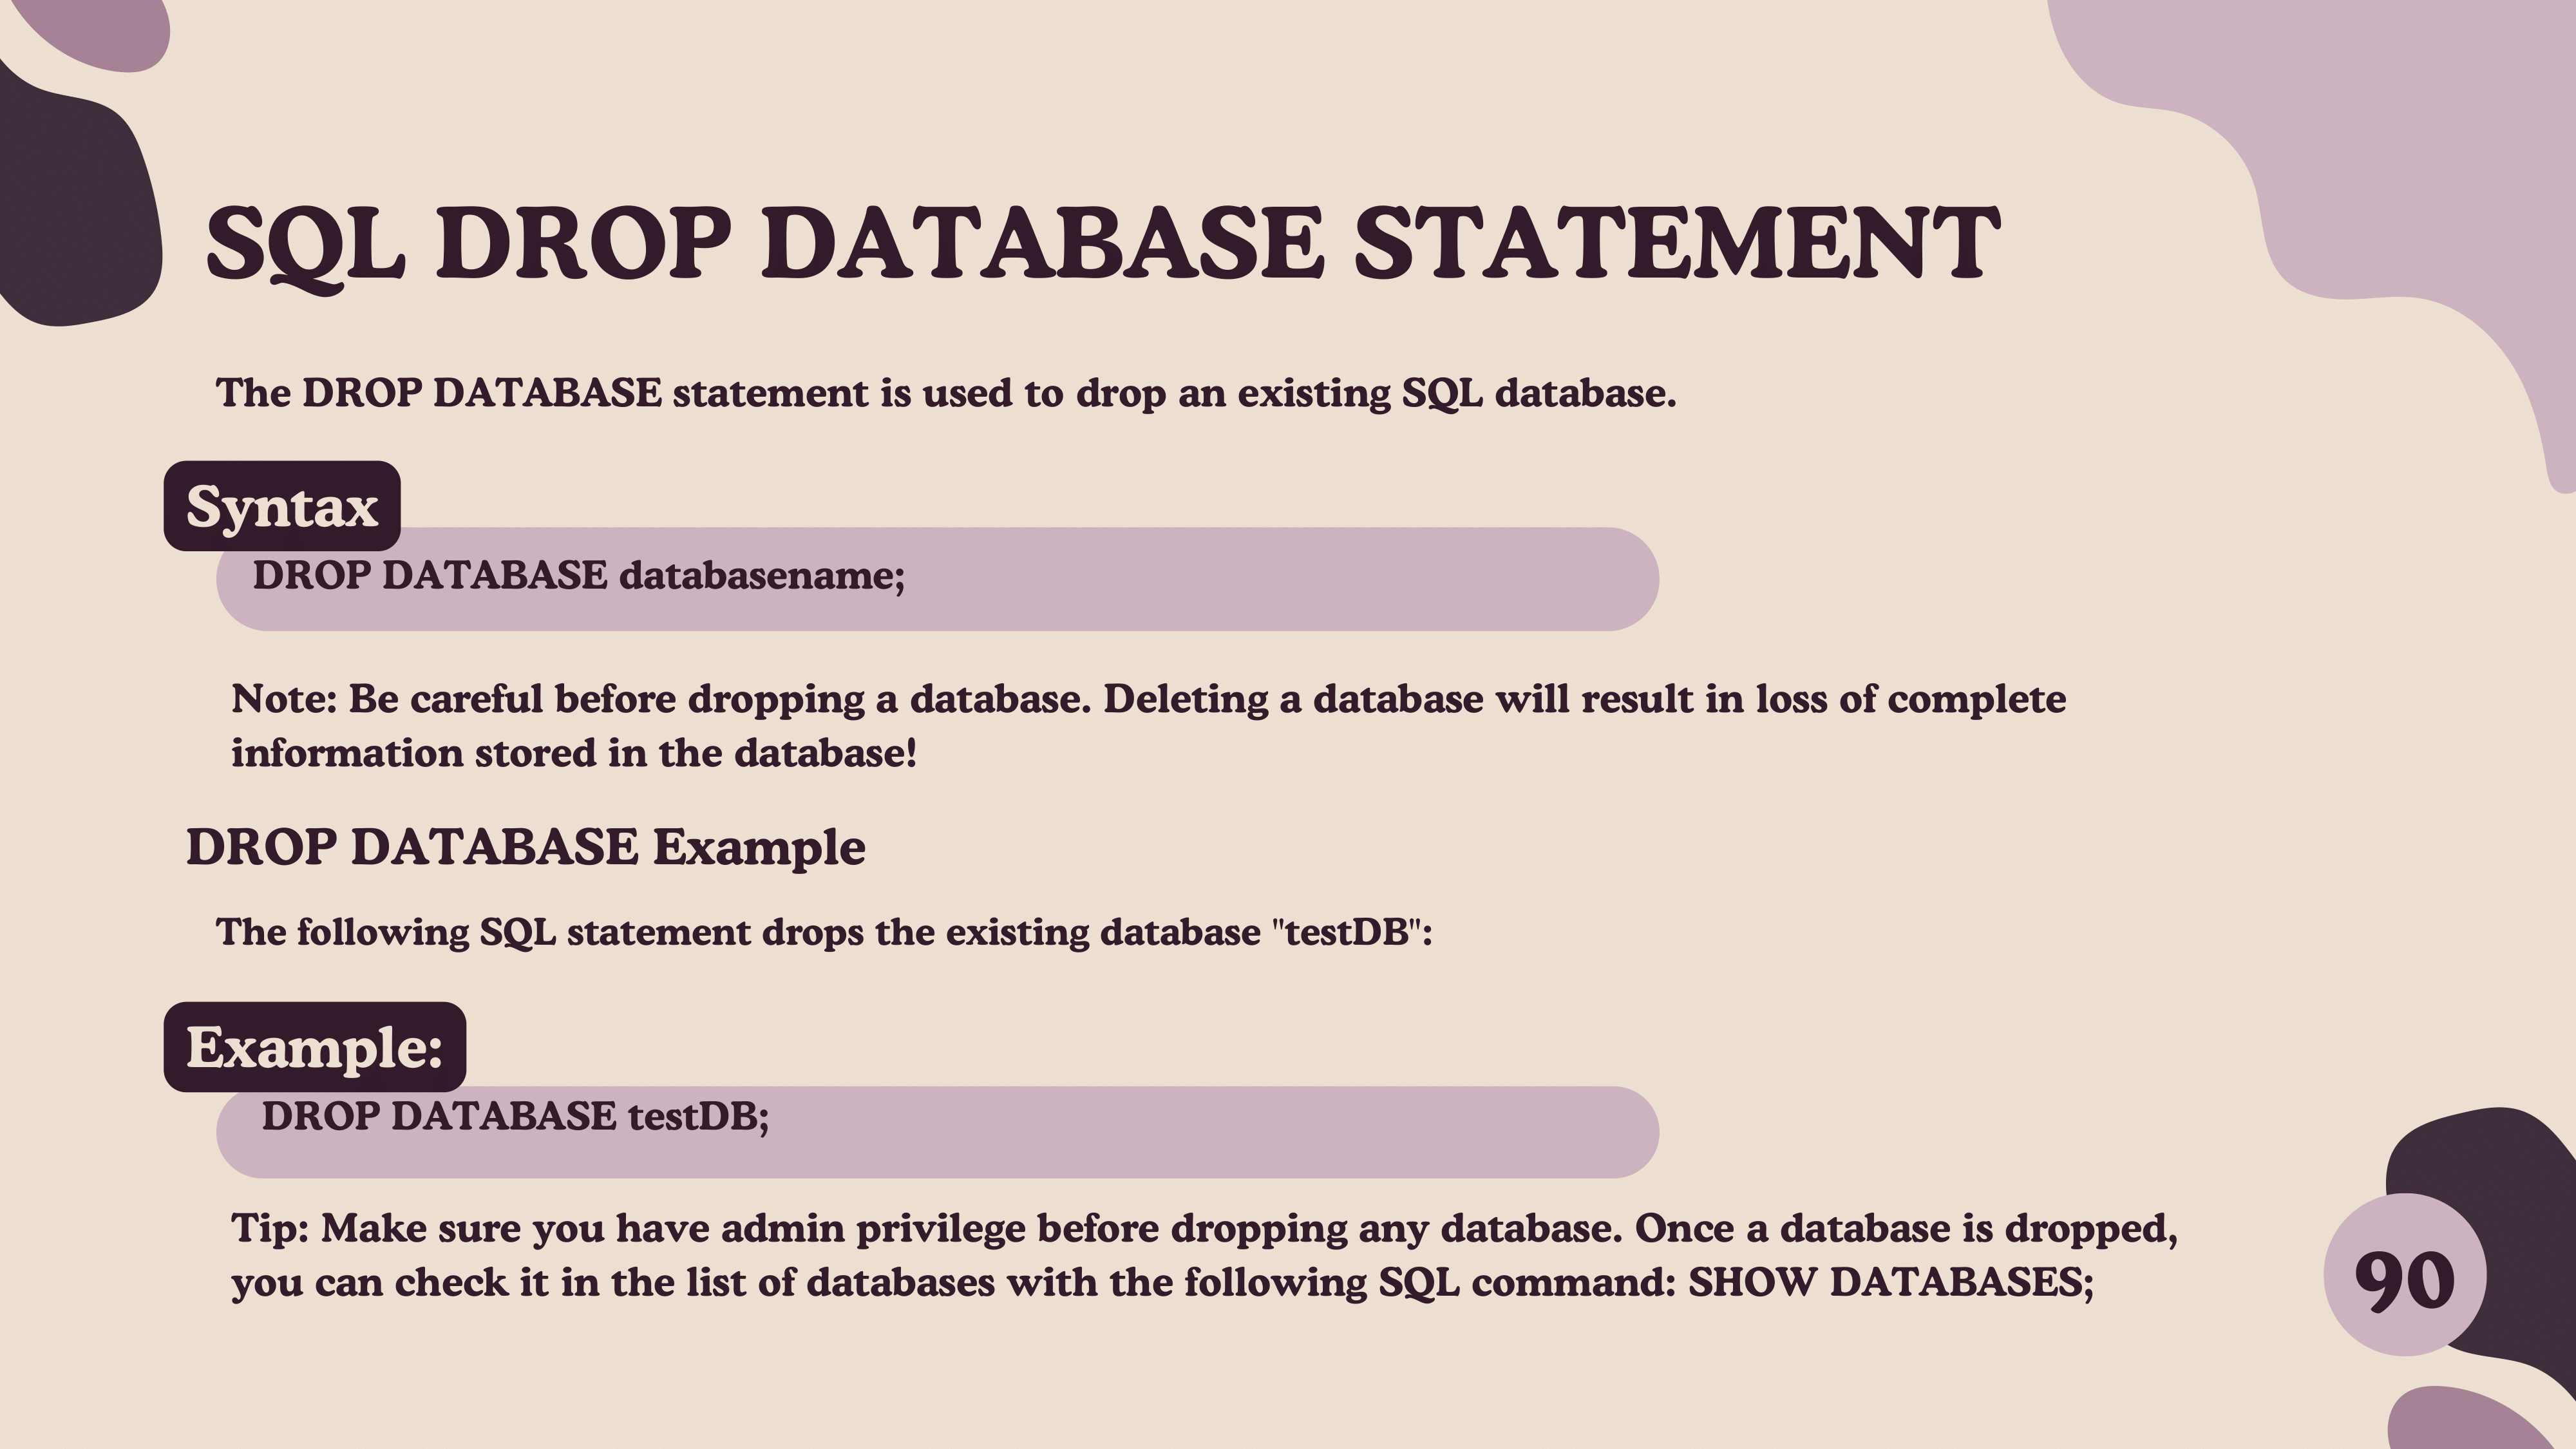 SQL DROP DATABASE STATEMENT
The DROP DATABASE statement is used to drop an existing SQL database.
Syntax
DROP DATABASE databasename;
Note: Be careful before dropping a database. Deleting a database will result in loss of complete
information stored in the database!
DROP DATABASE Example
The following SQL statement drops the existing database "testDB":
Example:
DROP DATABASE testDB;
Tip: Make sure you have admin privilege before dropping any database. Once a database is dropped,
you can check it in the list of databases with the following SQL command: SHOW DATABASES;
90